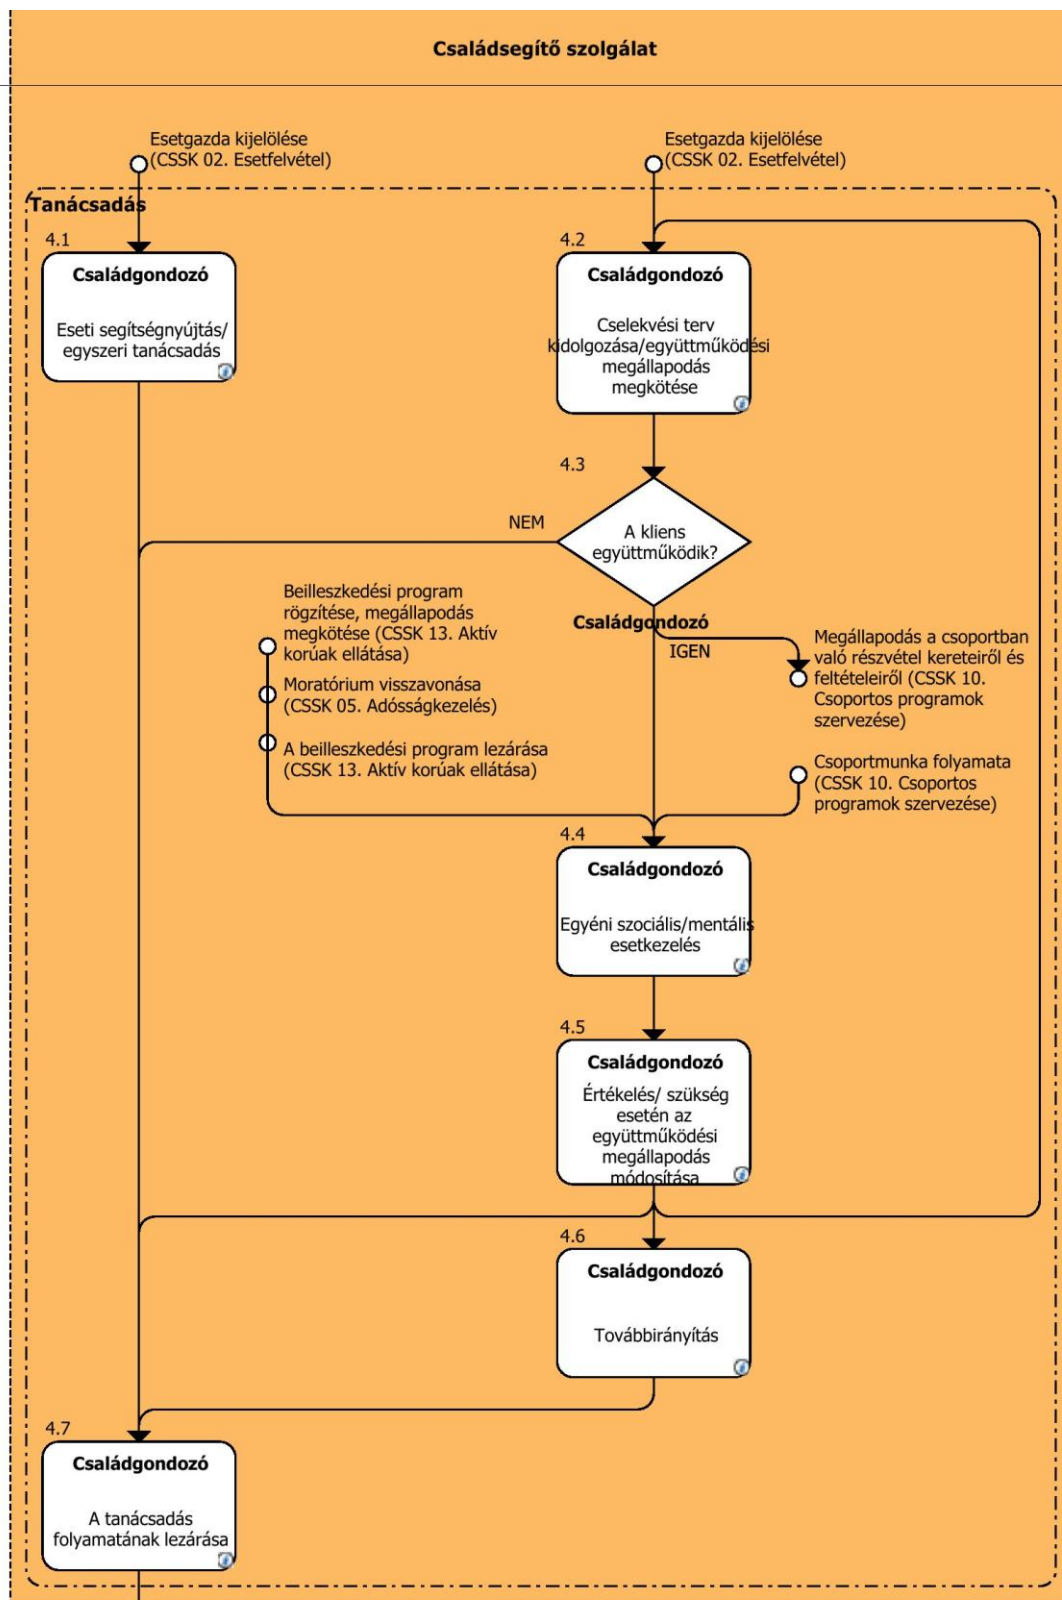 Családsegítő szolgálat
Esetgazda kijelölése
(CSSK 02. Esetfelvétel)
Esetgazda kijelölése
(CSSK 02. Esetfelvétel)
Tanácsadás
4.1
Családgondozó
Eseti segítségnyújtás/
egyszeri tanácsadás
4.2
Családgondozó
Cselekvési terv
kidolgozása/együttműködési
megállapodás
megkötése
4.3
A kliens
együttműködik?
NEM
Családgondozó
IGEN
Beilleszkedési program
rögzítése, megállapodás
megkötése (CSSK 13. Aktív
korúak ellátása)
Moratórium visszavonása
(CSSK 05. Adósságkezelés)
A beilleszkedési program lezárása
(CSSK 13. Aktív korúak ellátása)
Megállapodás a csoportban
való részvétel kereteiről és
feltételeiről (CSSK 10.
Csoportos programok
szervezése)
Csoportmunka folyamata
(CSSK 10. Csoportos
programok szervezése)
4.4
Családgondozó
Egyéni szociális/mentális
esetkezelés
4.5
Családgondozó
Értékelés/ szükség
esetén az
együttműködési
megállapodás
módosítása
4.6
Családgondozó
Továbbirányítás
4.7
Családgondozó
A tanácsadás
folyamatának lezárása